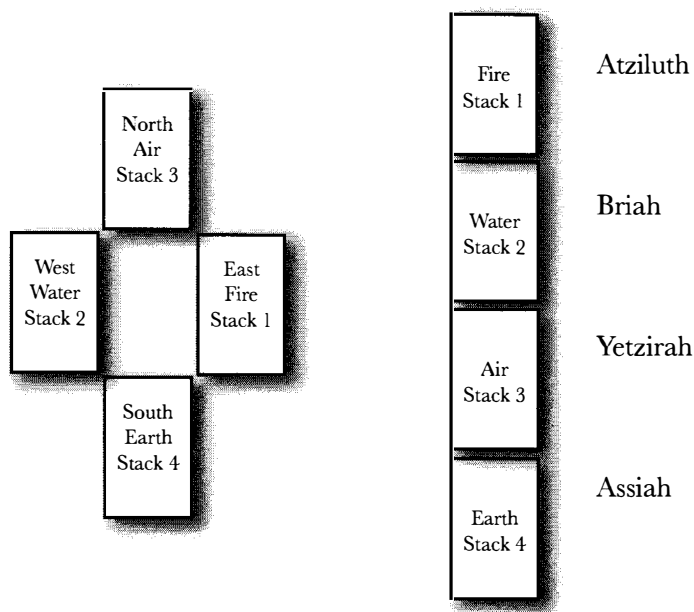 North
Air
Stack 3
West
Water
Stack 2
East
Fire
Stack 1
South
Earth
Stack 4
Fire
Stack 1
Atziluth
Water
Stack 2
Briah
Air
Stack 3
Yetzirah
Earth
Stack 4
Assiah